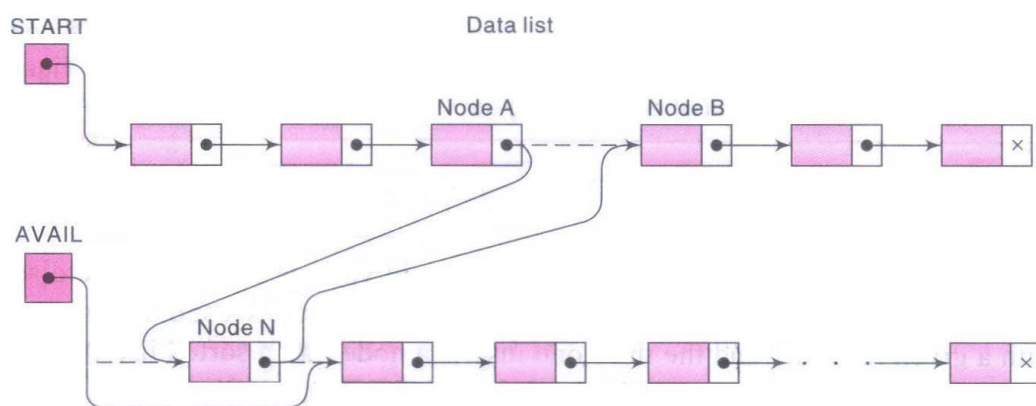 START
Data list
Node A
Node B
×
AVAIL
Node N
×